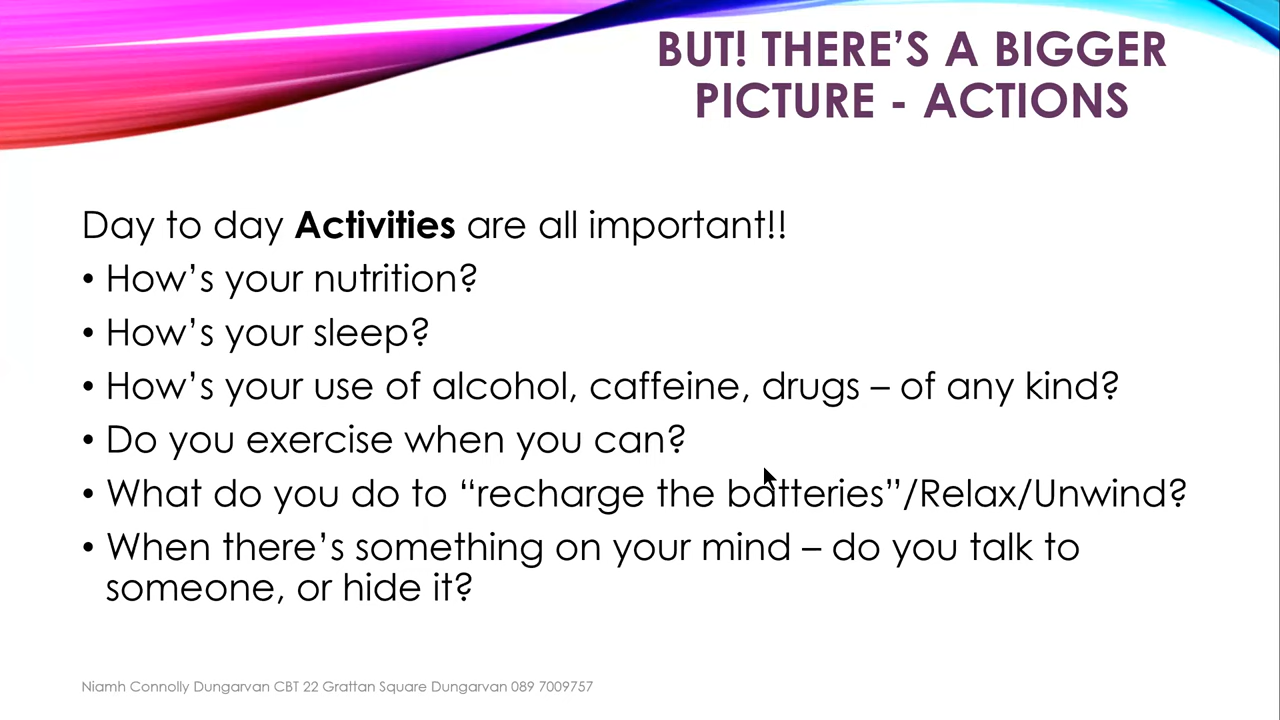 BUT! THERE’S A BIGGER
PICTURE - ACTIONS
Day to day Activities are all important!!
• How’s your nutrition?
• How’s your sleep?
• How’s your use of alcohol, caffeine, drugs – of any kind?
• Do you exercise when you can?
• What do you do to “recharge the batteries”/Relax/Unwind?
• When there’s something on your mind – do you talk to
someone, or hide it?
Niamh Connolly Dungarvan CBT 22 Grattan Square Dungarvan 089 7009757